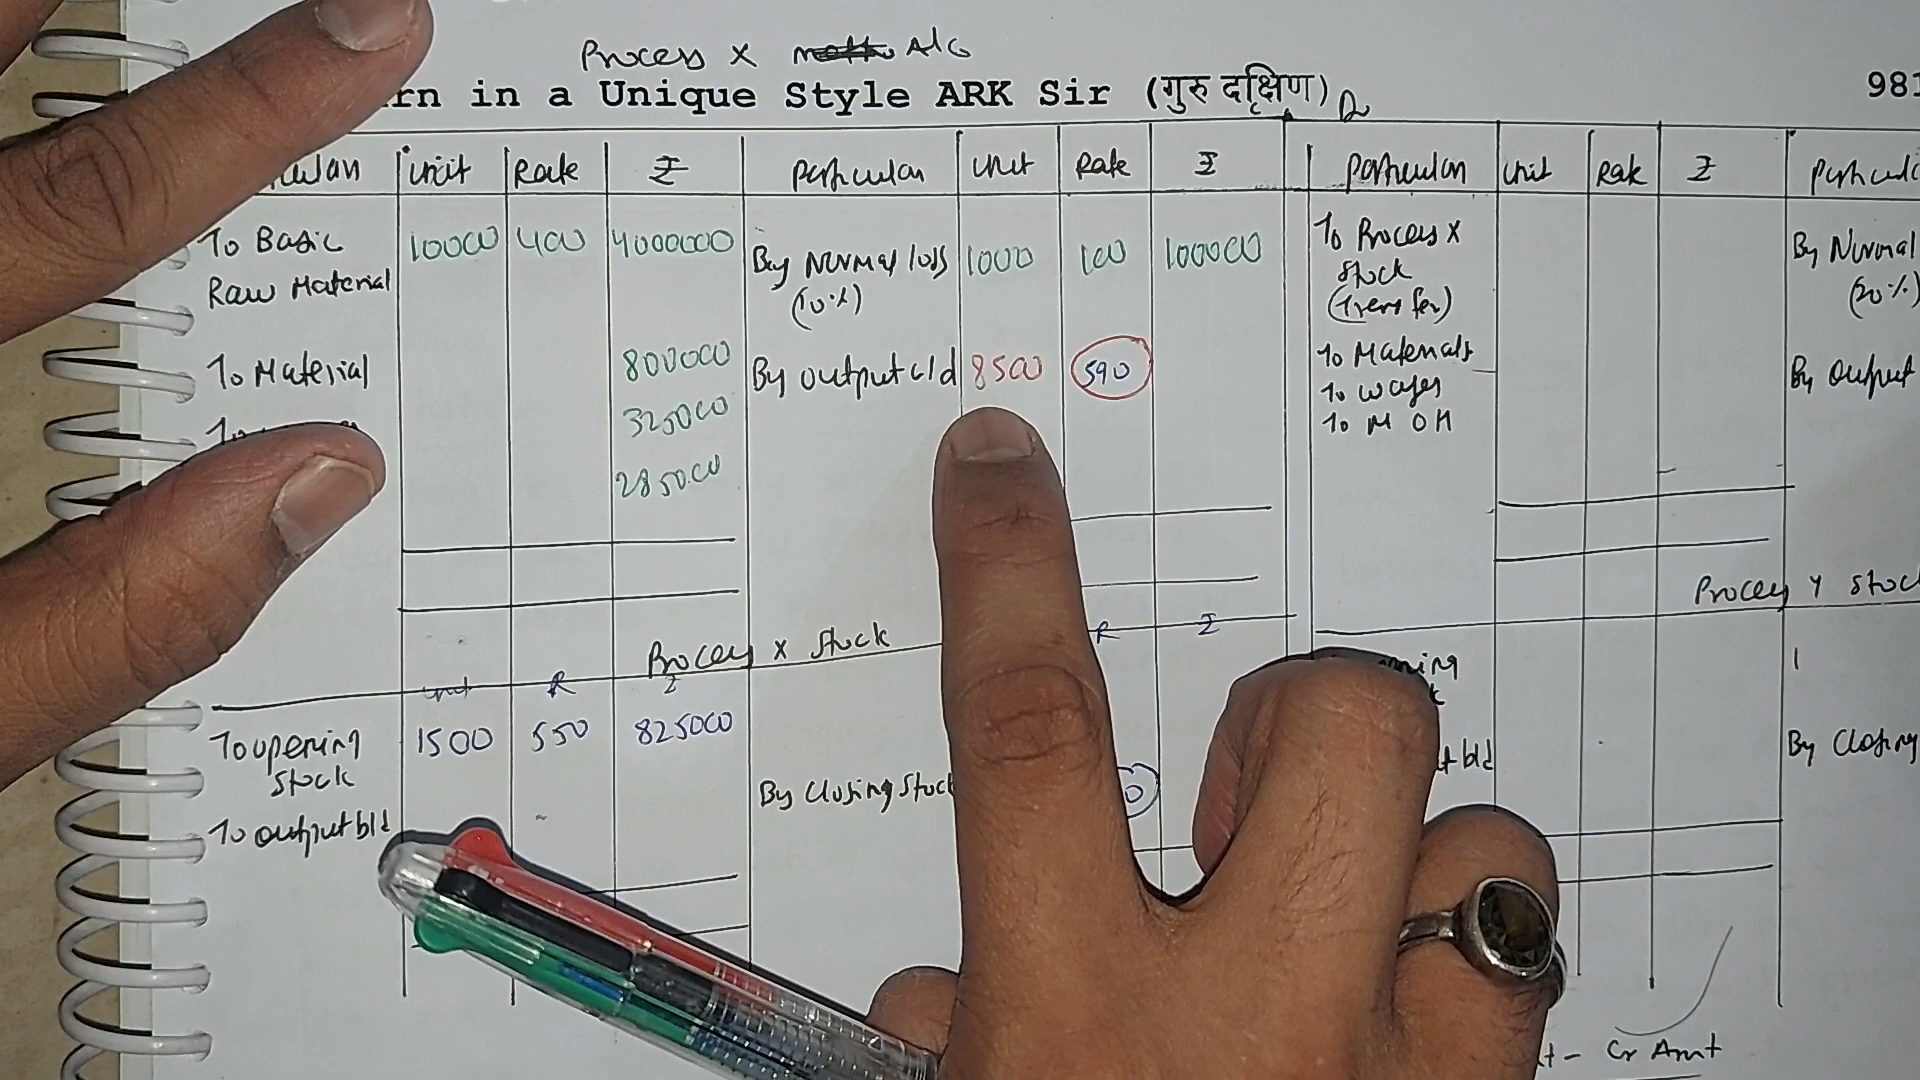 Process X A/c
rn in a Unique Style ARK Sir (गुरु दक्षिण) 981
Unit Rate ₹ Particular Unit Rate ₹ Particular Unit Rate ₹
To Basic Raw Material 10000 400 4000000 By Normal loss (10%) 1000 100 100000 To Process X Stock (Transfer) By Normal (20%)
To Material 800000 By output c/d 8500 590 To Materials By output
325000 To wages
285000 To M OH
Process X Stock Process Y Stoc
Unit R ₹ R ₹
To opening Stock 1500 550 825000
By Closing Stock By Closing
To output b/d t b/d
Cr Amt